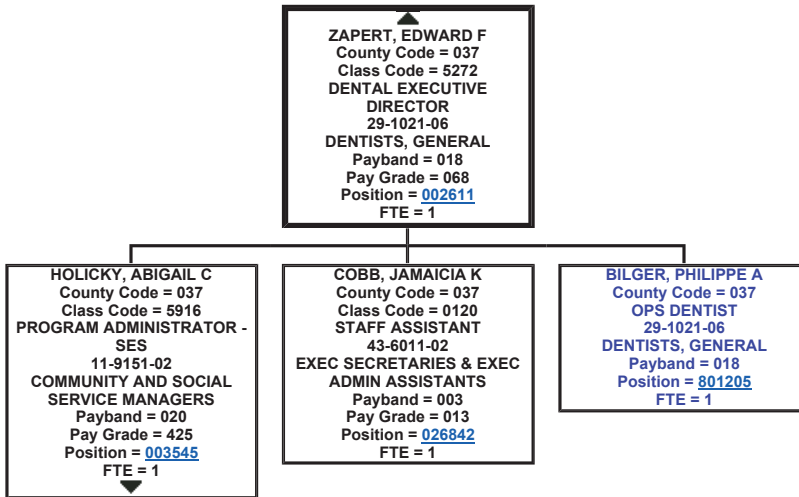 ZAPERT, EDWARD F
County Code = 037
Class Code = 5272
DENTAL EXECUTIVE
DIRECTOR
29-1021-06
DENTISTS, GENERAL
Payband = 018
Pay Grade = 068
Position = 002611
FTE = 1
HOLICKY, ABIGAIL C
County Code = 037
Class Code = 5916
PROGRAM ADMINISTRATOR -
SES
11-9151-02
COMMUNITY AND SOCIAL
SERVICE MANAGERS
Payband = 020
Pay Grade = 425
Position = 003545
FTE = 1
COBB, JAMAICIA K
County Code = 037
Class Code = 0120
STAFF ASSISTANT
43-6011-02
EXEC SECRETARIES & EXEC
ADMIN ASSISTANTS
Payband = 003
Pay Grade = 013
Position = 026842
FTE = 1
BILGER, PHILIPPE A
County Code = 037
OPS DENTIST
29-1021-06
DENTISTS, GENERAL
Payband = 018
Position = 801205
FTE = 1